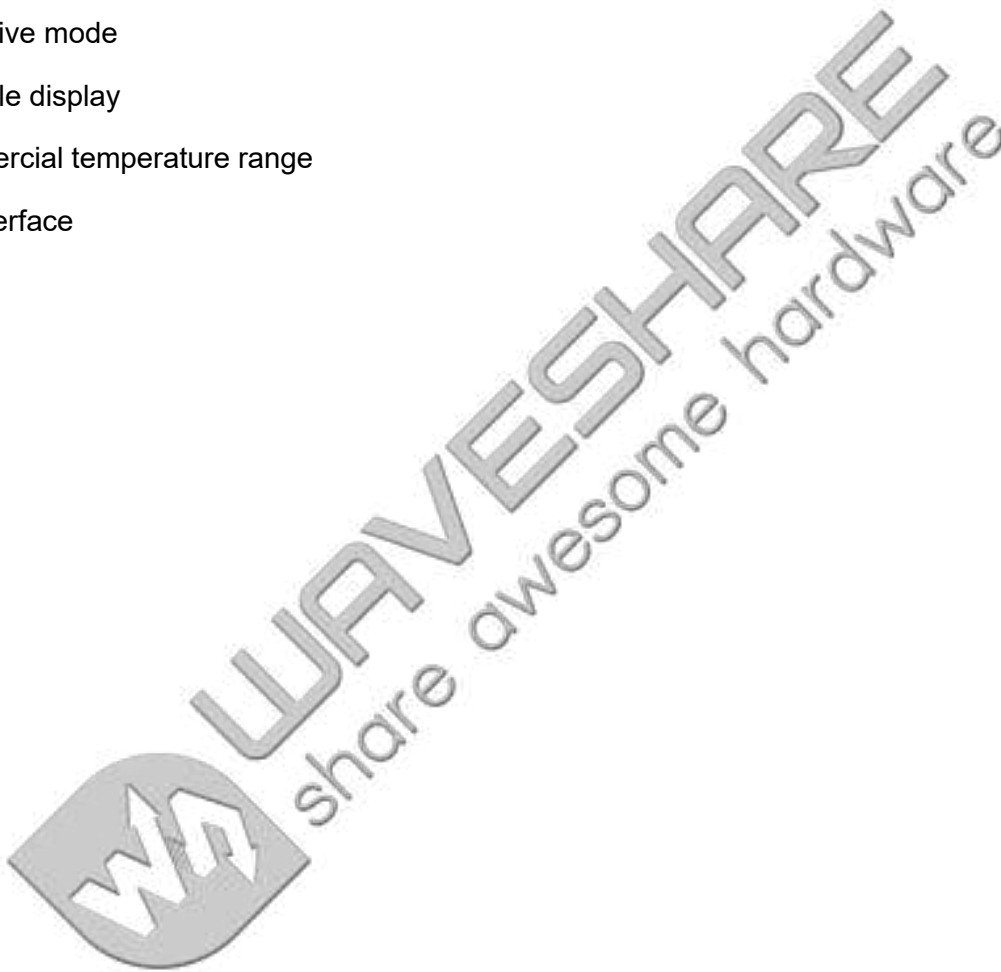 ive mode
le display
ercial temperature range
erface
WAVESHARE
share awesome hardware